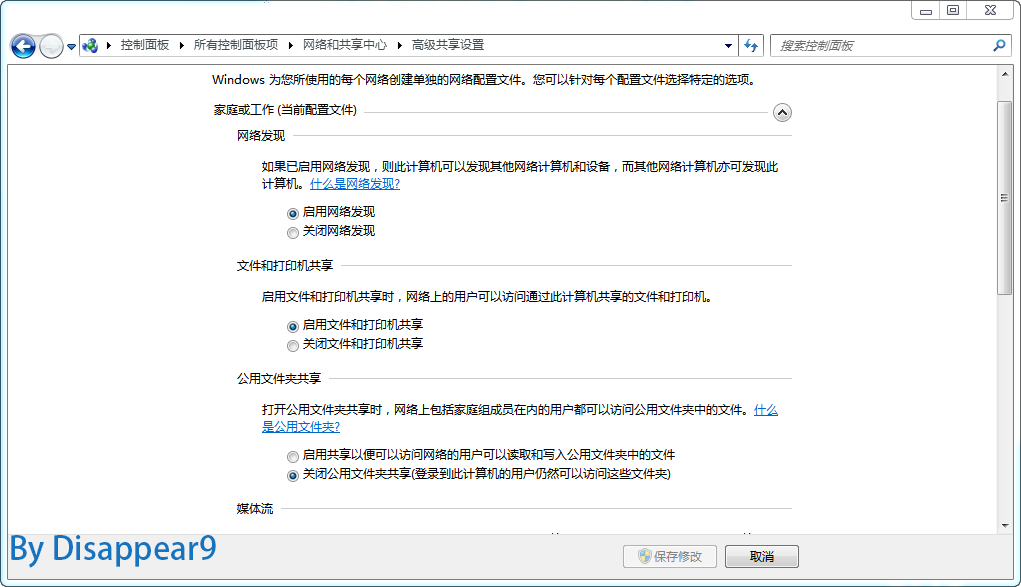 控制面板 ▸ 所有控制面板项 ▸ 网络和共享中心 ▸ 高级共享设置
搜索控制面板
Windows 为您所使用的每个网络创建单独的网络配置文件。您可以针对每个配置文件选择特定的选项。
家庭或工作 (当前配置文件)
网络发现
如果已启用网络发现，则此计算机可以发现其他网络计算机和设备，而其他网络计算机亦可发现此
计算机。什么是网络发现?
启用网络发现
关闭网络发现
文件和打印机共享
启用文件和打印机共享时，网络上的用户可以访问通过此计算机共享的文件和打印机。
启用文件和打印机共享
关闭文件和打印机共享
公用文件夹共享
打开公用文件夹共享时，网络上包括家庭组成员在内的用户都可以访问公用文件夹中的文件。什么
是公用文件夹?
启用共享以便可以访问网络的用户可以读取和写入公用文件夹中的文件
关闭公用文件夹共享(登录到此计算机的用户仍然可以访问这些文件夹)
媒体流
By Disappear9
保存修改
取消